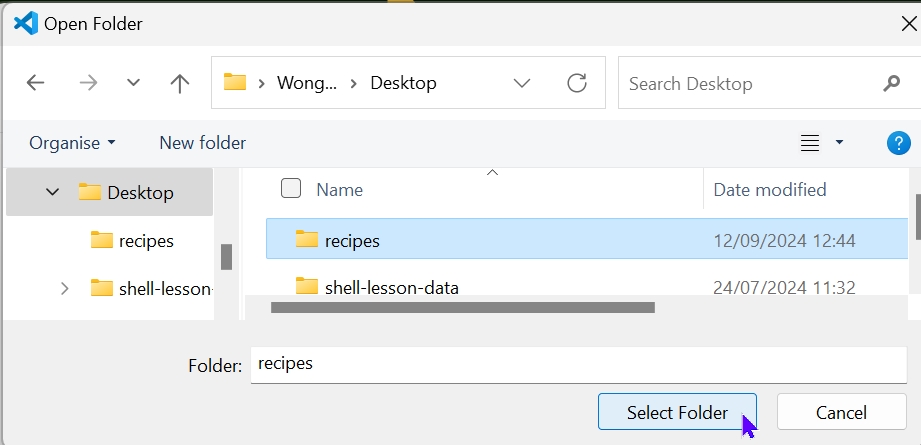 Open Folder
Wong... Desktop
Search Desktop
Organise New folder
?
Desktop
recipes
shell-lesson-
Name Date modified
recipes 12/09/2024 12:44
shell-lesson-data 24/07/2024 11:32
Folder: recipes
Select Folder Cancel